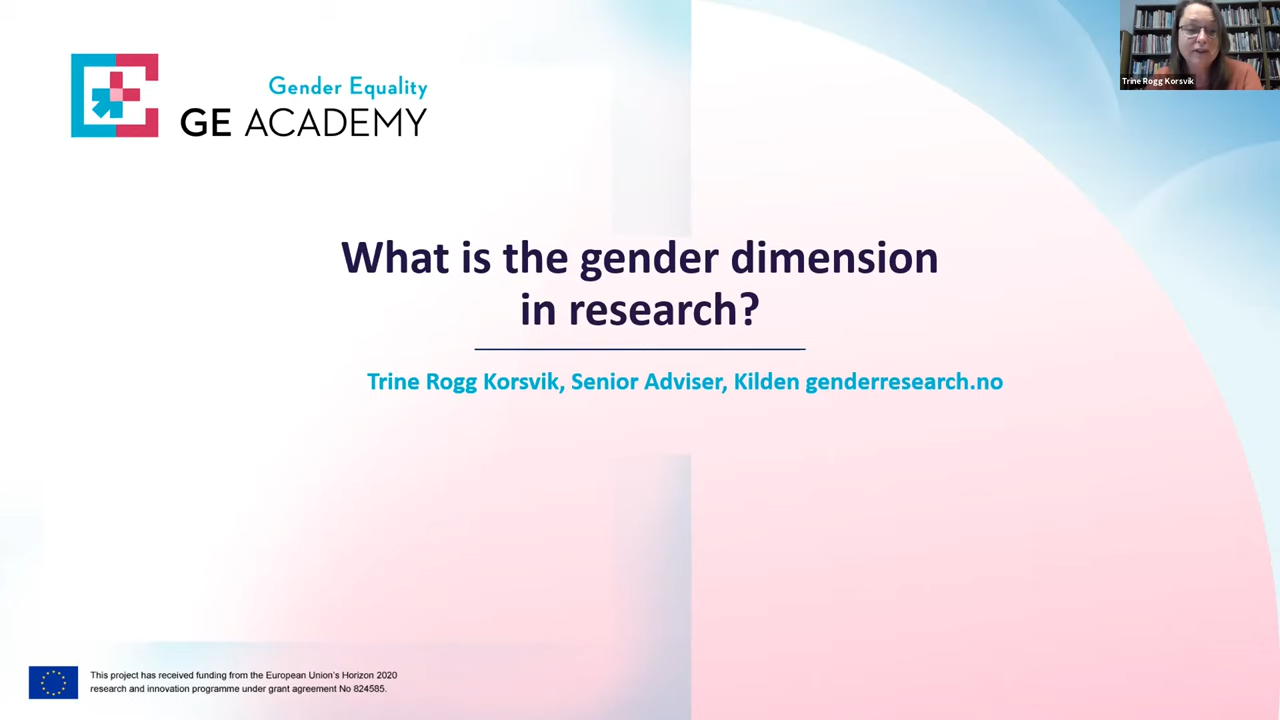 Gender Equality
GE ACADEMY
Trine Rogg Korsvik
What is the gender dimension
in research?
Trine Rogg Korsvik, Senior Adviser, Kilden genderresearch.no
This project has received funding from the European Union's Horizon 2020
research and innovation programme under grant agreement No 824585.